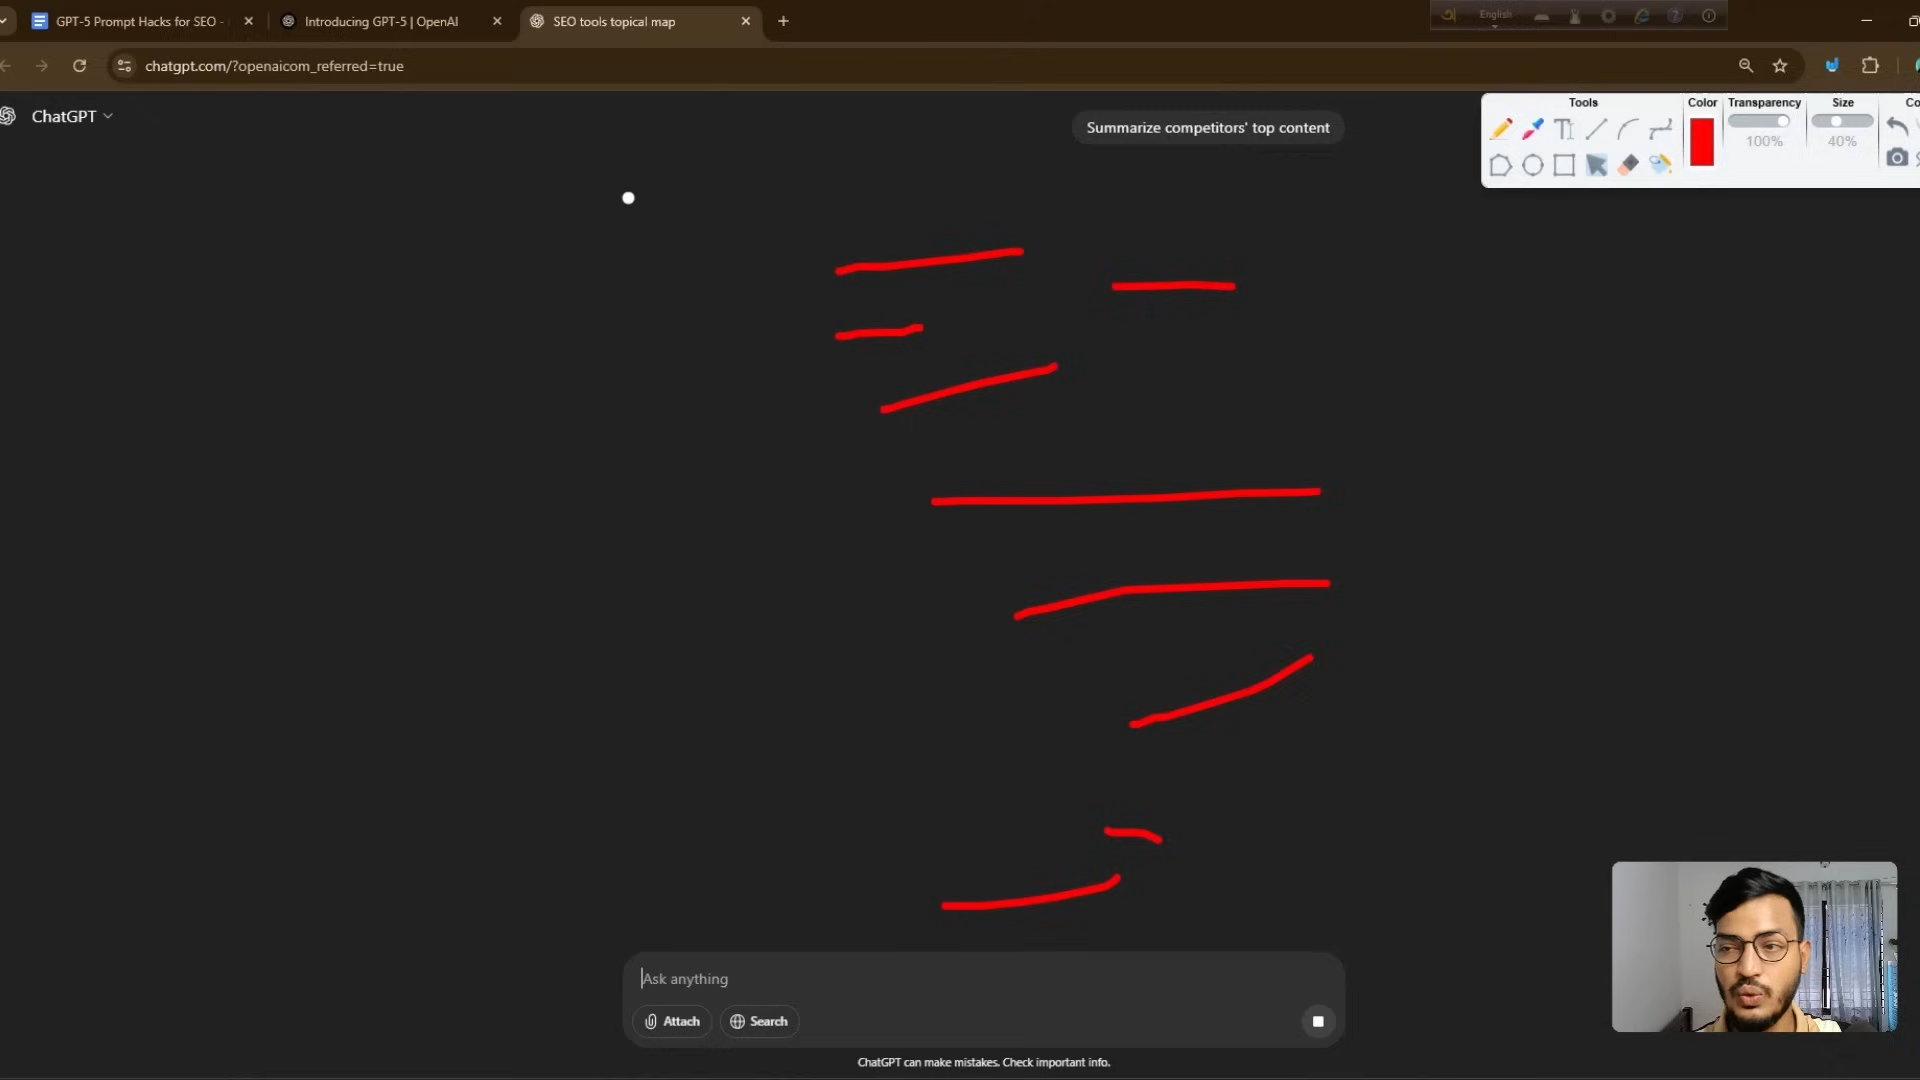 GPT-5 Prompt Hacks for SEO -
Introducing GPT-5 | OpenAI
SEO tools topical map
English
chatgpt.com/?openaicom_referred=true
ChatGPT
Summarize competitors' top content
Tools
Color
Transparency
Size
Co
100%
40%
Ask anything
Attach
Search
ChatGPT can make mistakes. Check important info.